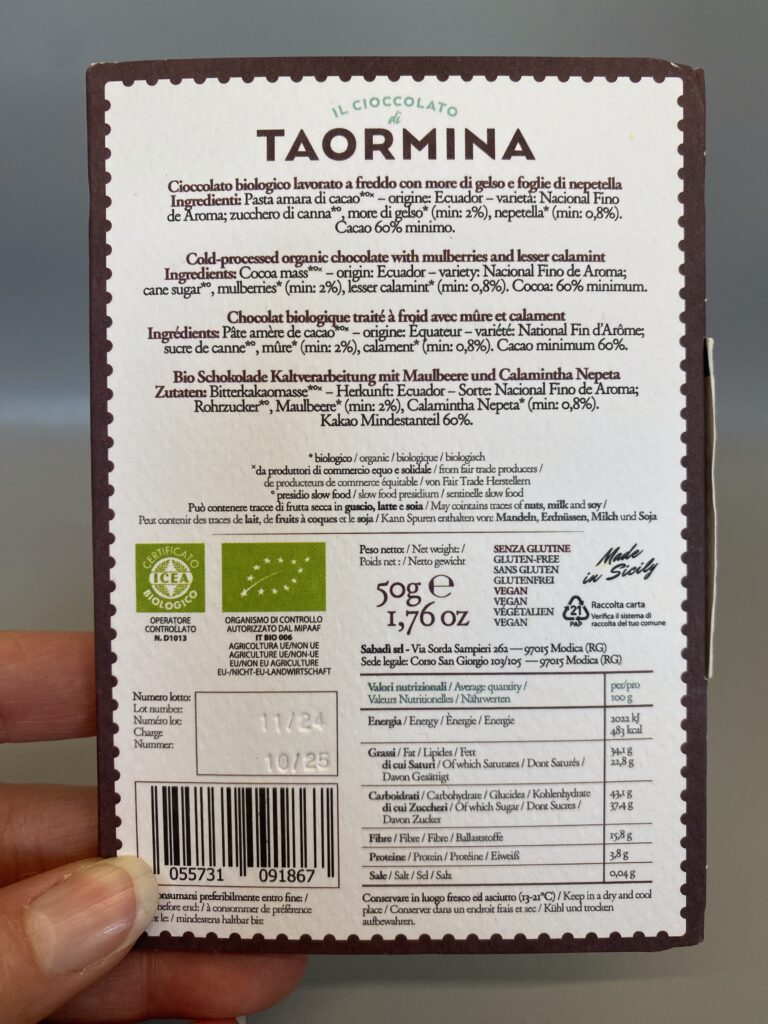 IL CIOCCOLATO
di
TAORMINA
Cioccolato biologico lavorato a freddo con more di gelso e foglie di nepetella
Ingredienti: Pasta amara di cacao*°ˣ – origine: Ecuador – varietà: Nacional Fino
de Aroma; zucchero di canna*°, more di gelso* (min: 2%), nepetella* (min: 0,8%).
Cacao 60% minimo.
Cold-processed organic chocolate with mulberries and lesser calamint
Ingredients: Cocoa mass*°ˣ – origin: Ecuador – variety: Nacional Fino de Aroma;
cane sugar*°, mulberries* (min: 2%), lesser calamint* (min: 0,8%). Cocoa: 60% minimum.
Chocolat biologique traité à froid avec mûre et calament
Ingrédients: Pâte amère de cacao*°ˣ – origine: Équateur – variété: National Fin d'Arôme;
sucre de canne*°, mûre* (min: 2%), calament* (min: 0,8%). Cacao minimum 60%.
Bio Schokolade Kaltverarbeitung mit Maulbeere und Calamintha Nepeta
Zutaten: Bitterkakaomasse*°ˣ – Herkunft: Ecuador – Sorte: Nacional Fino de Aroma;
Rohrzucker*°, Maulbeere* (min: 2%), Calamintha Nepeta* (min: 0,8%).
Kakao Mindestanteil 60%.
* biologico / organic / biologique / biologisch
ˣda produttori di commercio equo e solidale / from fair trade producers /
de producteurs de commerce équitable / von Fair Trade Herstellern
° presidio slow food / slow food presidium / sentinelle slow food
Può contenere tracce di frutta secca in guscio, latte e soia / May cointains traces of nuts, milk and soy /
Peut contenir des traces de lait, de fruits à coques et le soja / Kann Spuren enthalten von: Mandeln, Erdnüssen, Milch und Soja
CERTIFICATO
ICEA
BIOLOGICO
OPERATORE
CONTROLLATO
N. D1013
ORGANISMO DI CONTROLLO
AUTORIZZATO DAL MIPAAF
IT BIO 006
AGRICOLTURA UE/NON UE
AGRICULTURE UE/NON-UE
EU/NON EU AGRICULTURE
EU-/NICHT-EU-LANDWIRTSCHAFT
Peso netto: / Net weight: /
Poids net : / Netto gewicht
50g e
1,76 oz
SENZA GLUTINE
GLUTEN-FREE
SANS GLUTEN
GLUTENFREI
VEGAN
VEGAN
VÉGÉTALIEN
VEGAN
Made
in Sicily
21
PAP
Raccolta carta
Verifica il sistema di
raccolta del tuo comune
Sabadì srl - Via Sorda Sampieri 262 — 97015 Modica (RG)
Sede legale: Corso San Giorgio 103/105 — 97015 Modica (RG)
Numero lotto:
Lot number:
Numéro lot:
Charge
Nummer:
11/24
10/25
055731 091867
onsumarsi preferibilmente entro fine: /
before end: / à consommer de préférence
t le: / mindestens haltbar bis:
Valori nutrizionali / Average quantity / per/pro
Valeurs Nutritionelles / Nährwerten 100 g
Energia / Energy / Énergie / Energie 2022 kJ
483 kcal
Grassi / Fat / Lipides / Fett 34,1 g
di cui Saturi / Of which Saturates / Dont Saturés / 22,8 g
Davon Gesättigt
Carboidrati / Carbohydrate / Glucides / Kohlenhydrate 43,1 g
di cui Zuccheri / Of which Sugar / Dont Sucres / 37,4 g
Davon Zucker
Fibre / Fibre / Fibre / Ballaststoffe 15,8 g
Proteine / Protein / Protéine / Eiweiß 3,8 g
Sale / Salt / Sel / Salz 0,04 g
Conservare in luogo fresco ed asciutto (13-21°C) / Keep in a dry and cool
place / Conserver dans un endroit frais et sec / Kühl und trocken
aufbewahren.